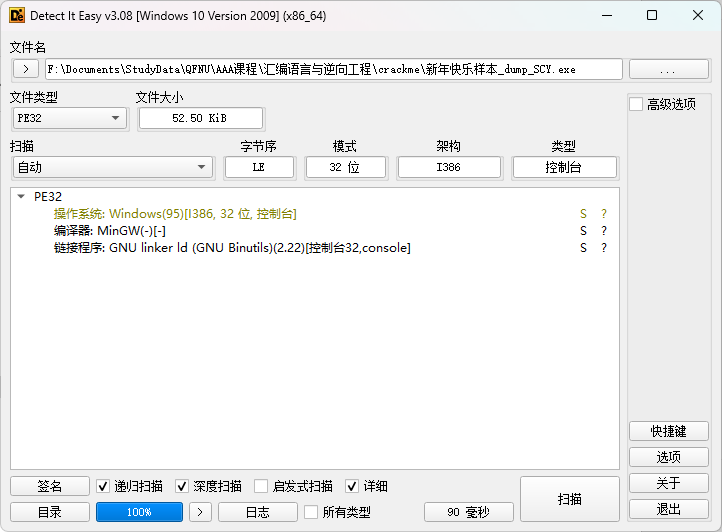 Detect It Easy v3.08 [Windows 10 Version 2009] (x86_64)
文件名
> F:\Documents\StudyData\QFNU\AAA课程\汇编语言与逆向工程\crackme\新年快乐样本_dump_SCY.exe ...
文件类型 文件大小 高级选项
PE32 52.50 KiB
扫描 字节序 模式 架构 类型
自动 LE 32 位 I386 控制台
PE32
操作系统: Windows(95)[I386, 32 位, 控制台] S ?
编译器: MinGW(-)[-] S ?
链接程序: GNU linker ld (GNU Binutils)(2.22)[控制台32,console] S ?
快捷键
选项
签名 递归扫描 深度扫描 启发式扫描 详细 扫描 关于
目录 100% > 日志 所有类型 90 毫秒 退出